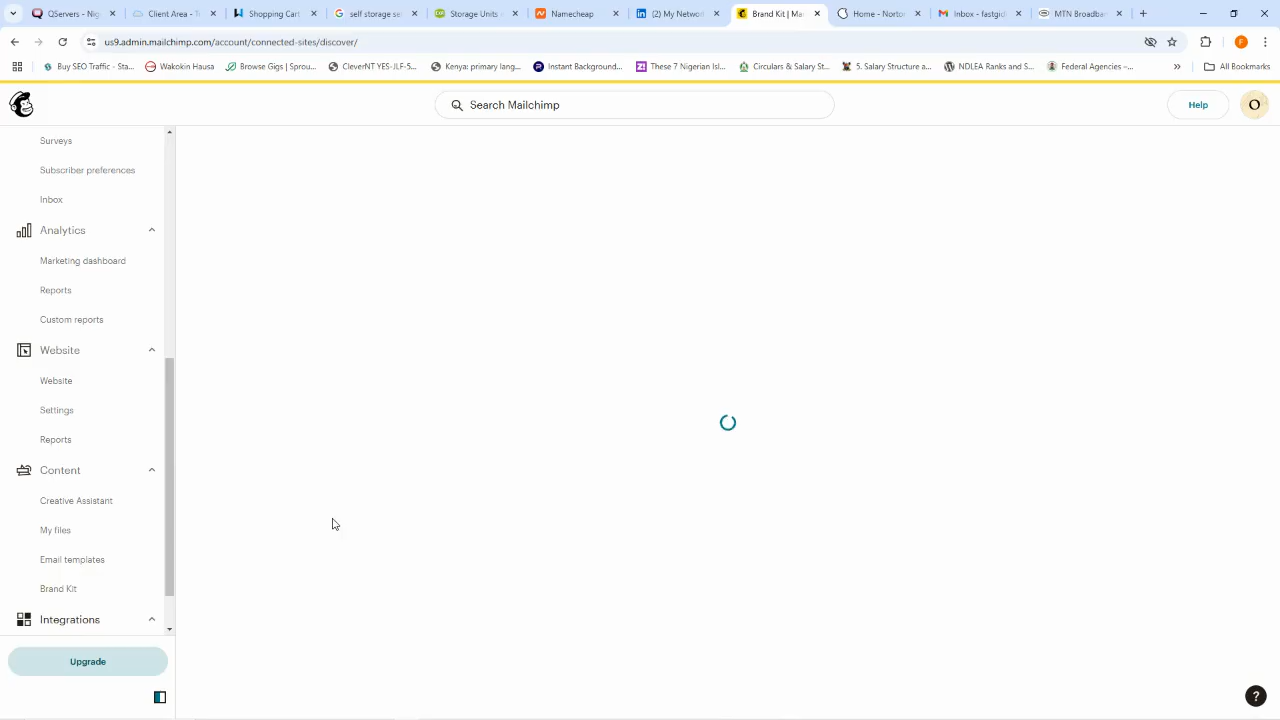 QServers - Nig
Client Area - T
Shopping Cart
self storage se
Storage Units
Namecheap
(2) My Networ
Brand Kit | Ma
Home - Nortor
Inbox - fastgid
MTN Broadba
us9.admin.mailchimp.com/account/connected-sites/discover/
F
Buy SEO Traffic - Sta...
Wakokin Hausa
Browse Gigs | Sprou...
CleverNT YES-JLF-5...
Kenya: primary lang...
Instant Background...
These 7 Nigerian Isl...
Circulars & Salary St...
5. Salary Structure a...
NDLEA Ranks and S...
Federal Agencies –...
»
All Bookmarks
Search Mailchimp
Help
O
Surveys
Subscriber preferences
Inbox
Analytics
Marketing dashboard
Reports
Custom reports
Website
Website
Settings
Reports
Content
Creative Assistant
My files
Email templates
Brand Kit
Integrations
Upgrade
?